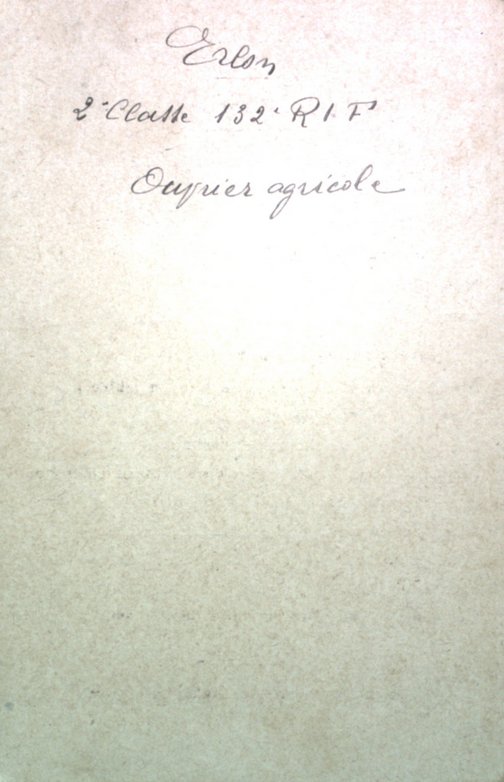 Erlon
2e Classe 132e R I F
Ouvrier agricole